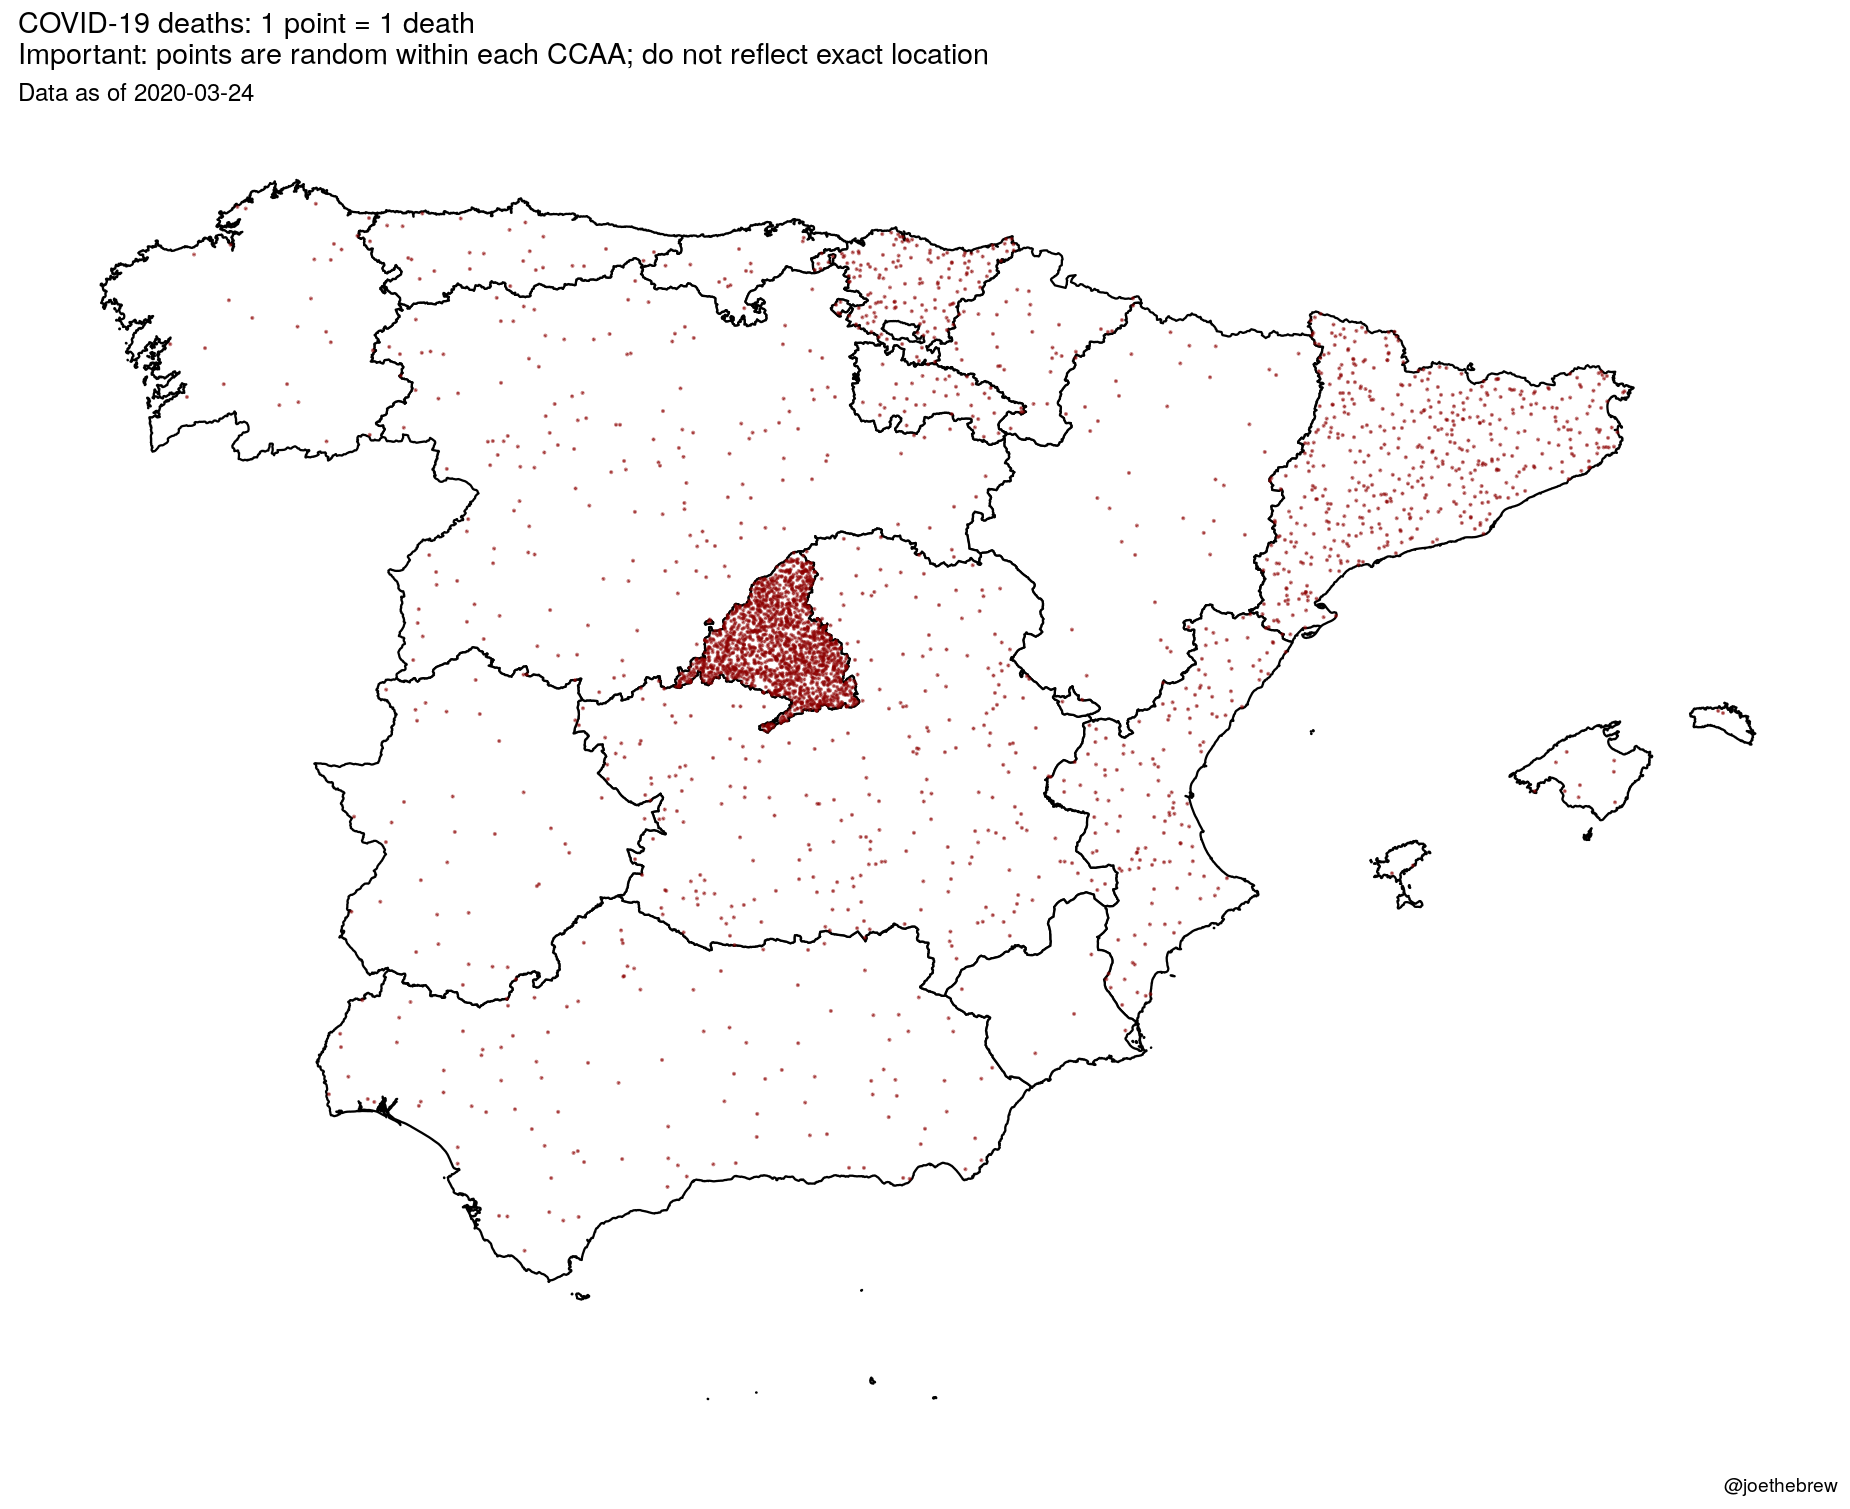 COVID-19 deaths: 1 point = 1 death
Important: points are random within each CCAA; do not reflect exact location
Data as of 2020-03-24
@joethebrew